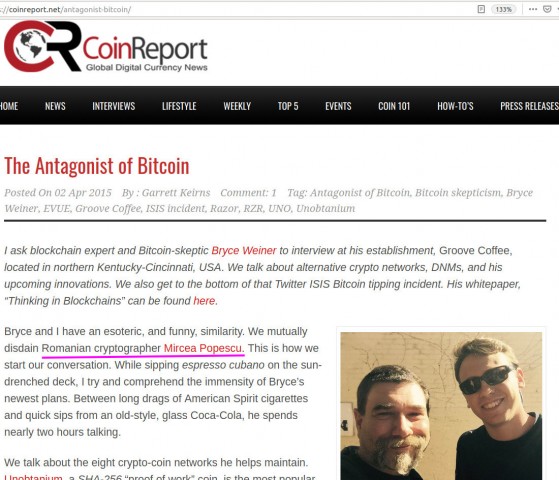 s://coinreport.net/antagonist-bitcoin/
133%
CR CoinReport
Global Digital Currency News
HOME NEWS INTERVIEWS LIFESTYLE WEEKLY TOP 5 EVENTS COIN 101 HOW-TO'S PRESS RELEASES
The Antagonist of Bitcoin
Posted On 02 Apr 2015 By : Garrett Keirns Comment: 1 Tag: Antagonist of Bitcoin, Bitcoin skepticism, Bryce
Weiner, EVUE, Groove Coffee, ISIS incident, Razor, RZR, UNO, Unobtanium
I ask blockchain expert and Bitcoin-skeptic Bryce Weiner to interview at his establishment, Groove Coffee,
located in northern Kentucky-Cincinnati, USA. We talk about alternative crypto networks, DNMs, and his
upcoming innovations. We also get to the bottom of that Twitter ISIS Bitcoin tipping incident. His whitepaper,
“Thinking in Blockchains” can be found here.
Bryce and I have an esoteric, and funny, similarity. We mutually
disdain Romanian cryptographer Mircea Popescu. This is how we
start our conversation. While sipping espresso cubano on the sun-
drenched deck, I try and comprehend the immensity of Bryce’s
newest plans. Between long drags of American Spirit cigarettes
and quick sips from an old-style, glass Coca-Cola, he spends
nearly two hours talking.
We talk about the eight crypto-coin networks he helps maintain.
Unobtanium, a SHA-256 “proof of work” coin, is the most popular